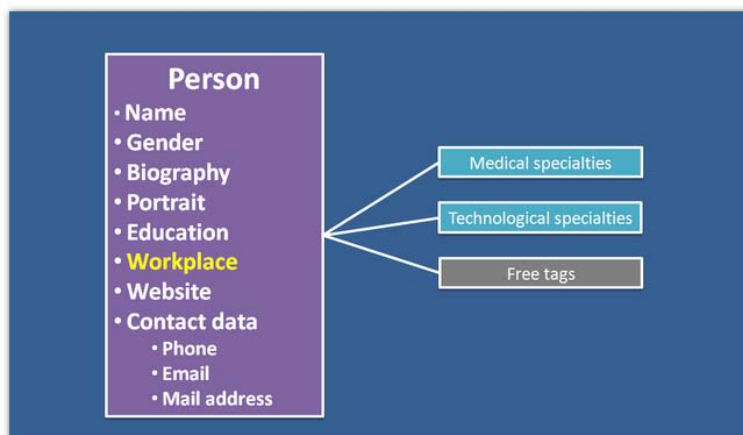 Person
• Name
• Gender
• Biography
• Portrait
• Education
• Workplace
• Website
• Contact data
• Phone
• Email
• Mail address
Medical specialties
Technological specialties
Free tags